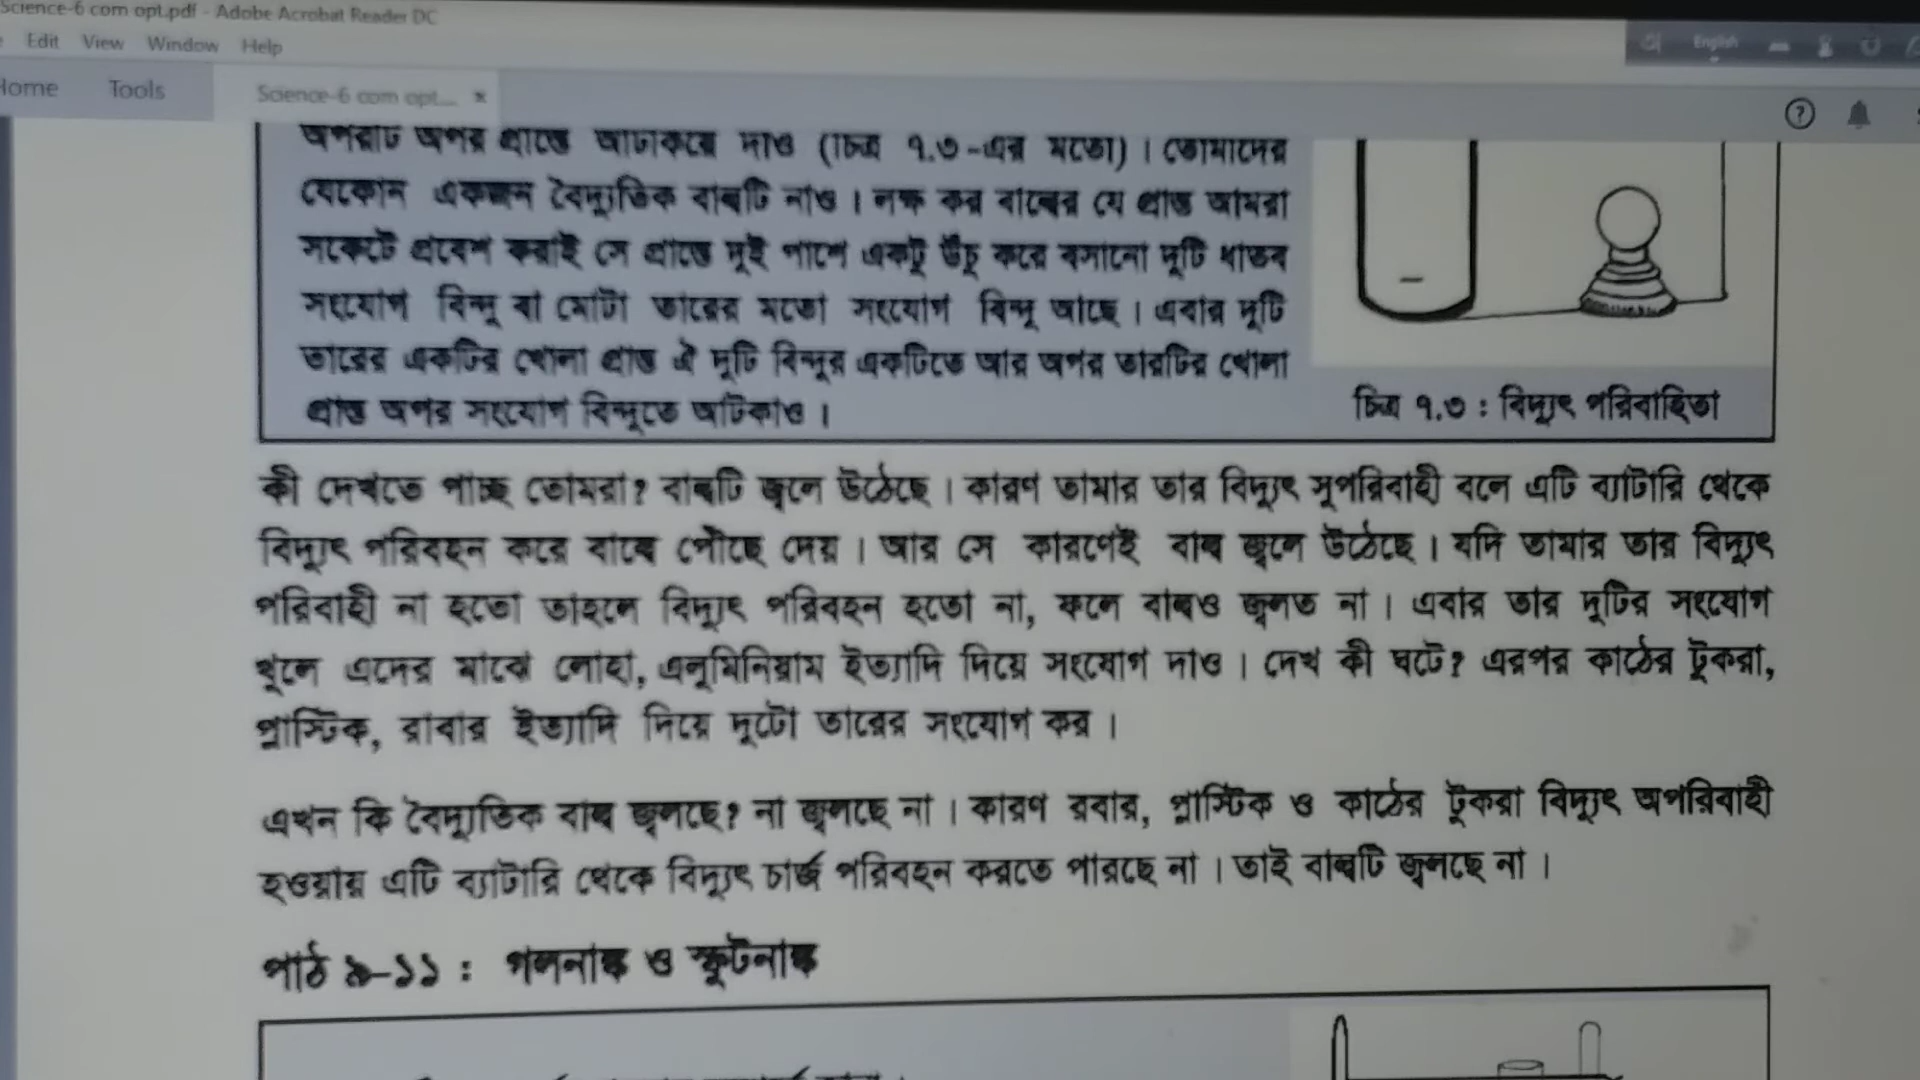 Science-6 com opt.pdf - Adobe Acrobat Reader DC
Edit View Window Help
English
Home Tools Science-6 com opt... ×
অপরটি অপর প্রান্তে আটকিয়ে দাও (চিত্র ৭.৩-এর মতো)। তোমাদের
যেকোন একজন বৈদ্যুতিক বাল্বটি নাও। লক্ষ কর বাল্বের যে প্রান্ত আমরা
সকেটে প্রবেশ করাই সে প্রান্তে দুই পাশে একটু উঁচু করে বসানো দুটি ধাতব
সংযোগ বিন্দু বা মোটা তারের মতো সংযোগ বিন্দু আছে। এবার দুটি
তারের একটির খোলা প্রান্ত ঐ দুটি বিন্দুর একটিতে আর অপর তারটির খোলা
প্রান্ত অপর সংযোগ বিন্দুতে আটকাও।
চিত্র ৭.৩ : বিদ্যুৎ পরিবাহিতা
কী দেখতে পাচ্ছ তোমরা? বাল্বটি জ্বলে উঠেছে। কারণ তামার তার বিদ্যুৎ সুপরিবাহী বলে এটি ব্যাটারি থেকে
বিদ্যুৎ পরিবহন করে বাল্বে পৌঁছে দেয়। আর সে কারণেই বাল্ব জ্বলে উঠেছে। যদি তামার তার বিদ্যুৎ
পরিবাহী না হতো তাহলে বিদ্যুৎ পরিবহন হতো না, ফলে বাল্বও জ্বলত না। এবার তার দুটির সংযোগ
খুলে এদের মাঝে লোহা, এলুমিনিয়াম ইত্যাদি দিয়ে সংযোগ দাও। দেখ কী ঘটে? এরপর কাঠের টুকরা,
প্লাস্টিক, রাবার ইত্যাদি দিয়ে দুটো তারের সংযোগ কর।
এখন কি বৈদ্যুতিক বাল্ব জ্বলছে? না জ্বলছে না। কারণ রবার, প্লাস্টিক ও কাঠের টুকরা বিদ্যুৎ অপরিবাহী
হওয়ায় এটি ব্যাটারি থেকে বিদ্যুৎ চার্জ পরিবহন করতে পারছে না। তাই বাল্বটি জ্বলছে না।
পাঠ ৯–১১ : গলনাঙ্ক ও স্ফুটনাঙ্ক